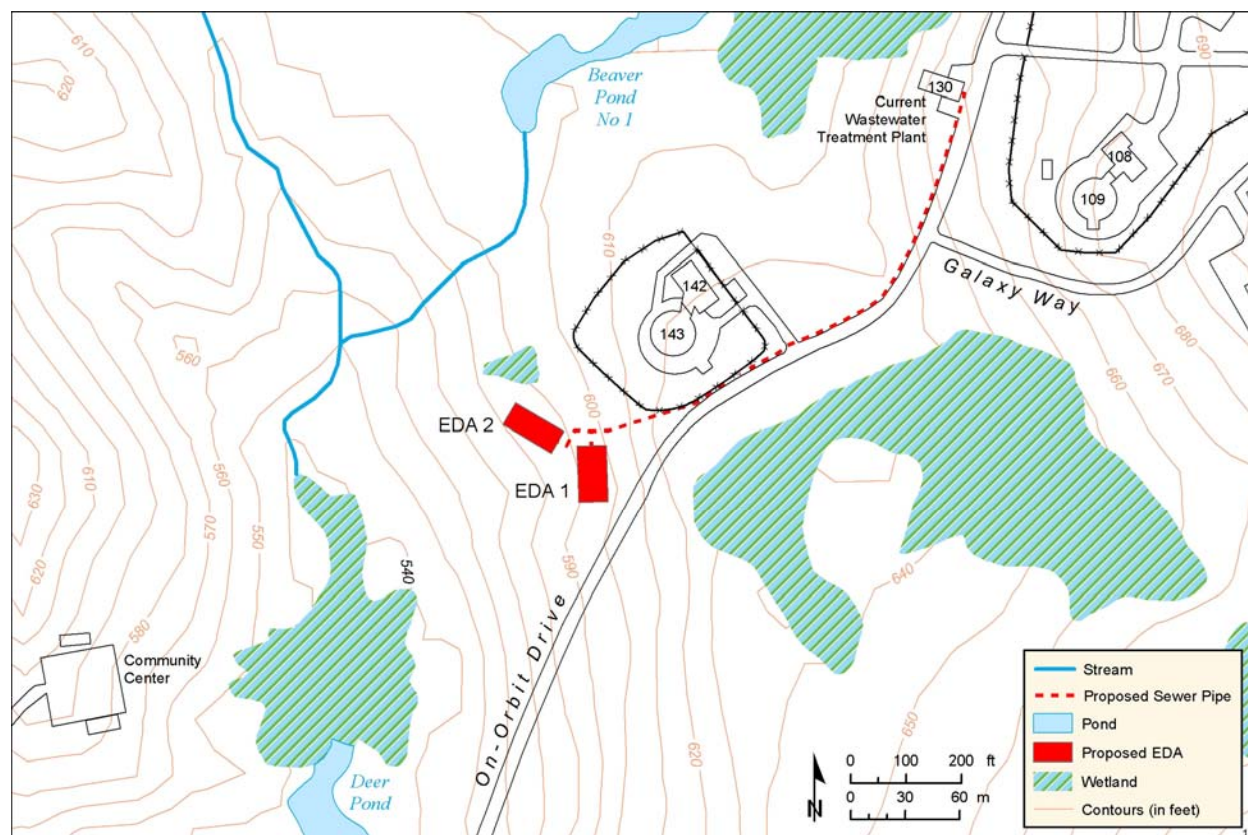 610
620
Beaver
Pond
No 1
690
130
Current
Wastewater
Treatment Plant
108
109
610
142
143
Galaxy Way
560
680
670
660
600
EDA 2
EDA 1
630
610
560
570
550
620
540
590
640
580
Community
Center
On-Orbit Drive
620
650
Deer
Pond
N
0 100 200 ft
0 30 60 m
Stream
Proposed Sewer Pipe
Pond
Proposed EDA
Wetland
Contours (in feet)